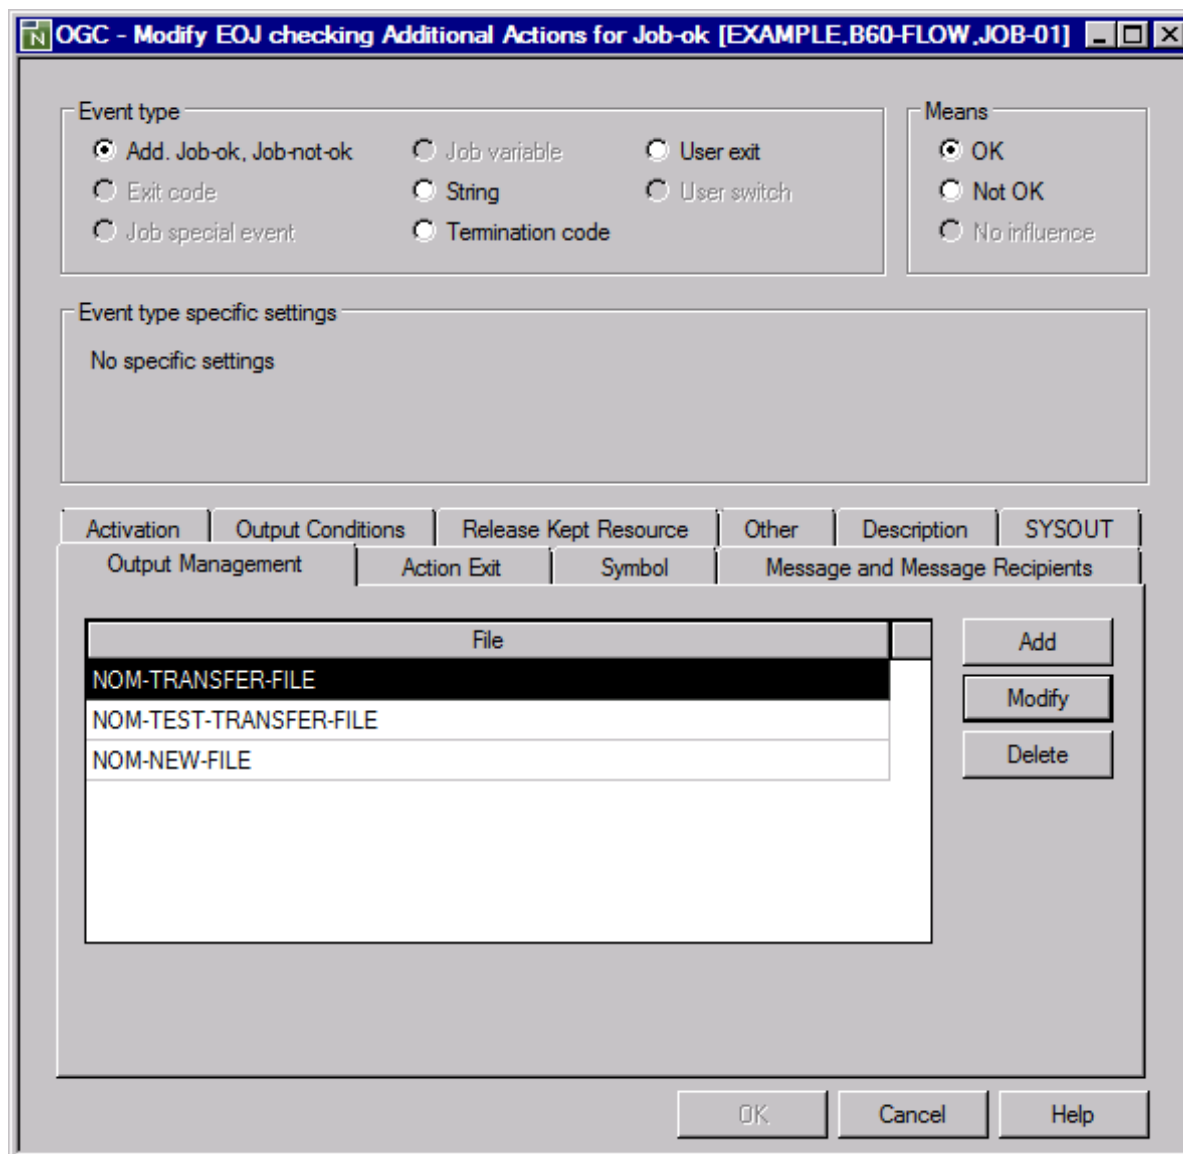 N OGC - Modify EOJ checking Additional Actions for Job-ok [EXAMPLE,B60-FLOW,JOB-01]
Event type
Means
Add. Job-ok, Job-not-ok Job variable User exit
OK
Exit code String User switch
Not OK
Job special event Termination code
No influence
Event type specific settings
No specific settings
Activation Output Conditions Release Kept Resource Other Description SYSOUT
Output Management Action Exit Symbol Message and Message Recipients
File
Add
NOM-TRANSFER-FILE
Modify
NOM-TEST-TRANSFER-FILE
NOM-NEW-FILE
Delete
OK Cancel Help